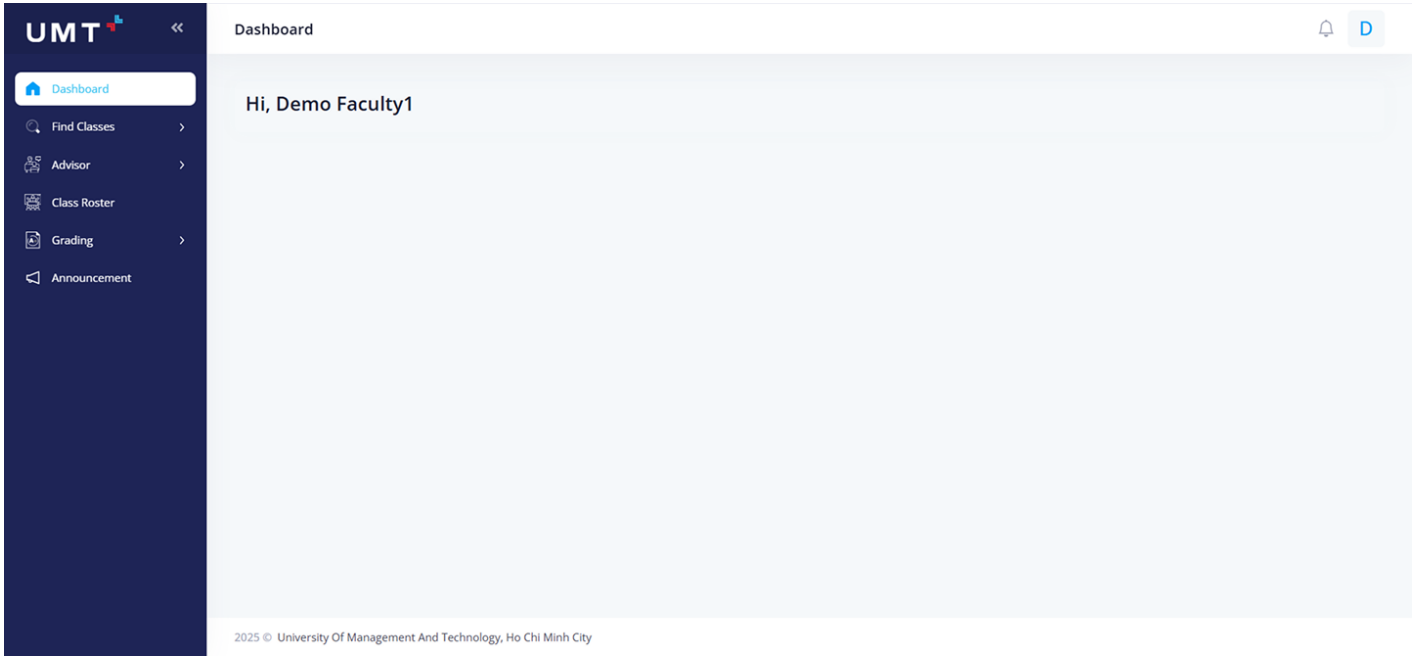 UMT
Dashboard
D
Dashboard
Find Classes
Advisor
Class Roster
Grading
Announcement
Hi, Demo Faculty1
2025 © University Of Management And Technology, Ho Chi Minh City